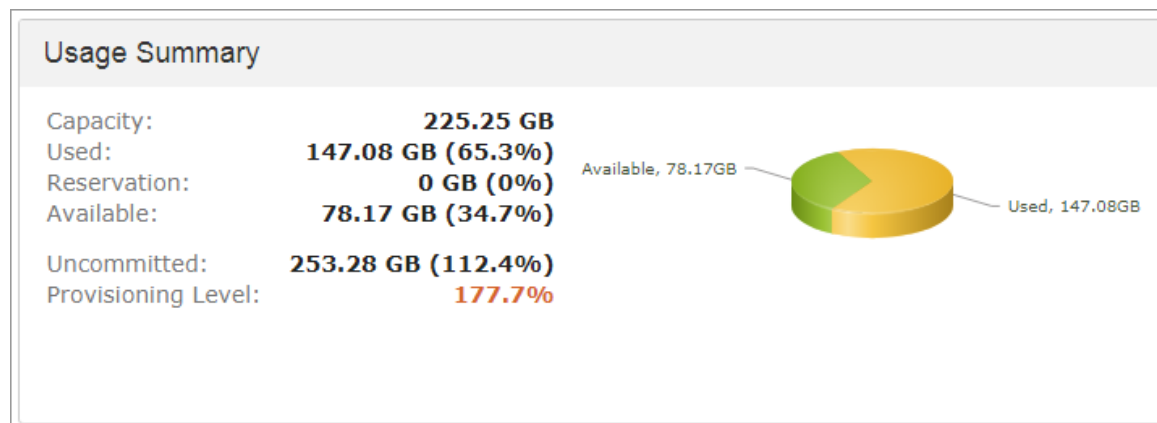 Usage Summary
Capacity: 225.25 GB
Used: 147.08 GB (65.3%)
Reservation: 0 GB (0%)
Available: 78.17 GB (34.7%)
Uncommitted: 253.28 GB (112.4%)
Provisioning Level: 177.7%
Available, 78.17GB
Used, 147.08GB